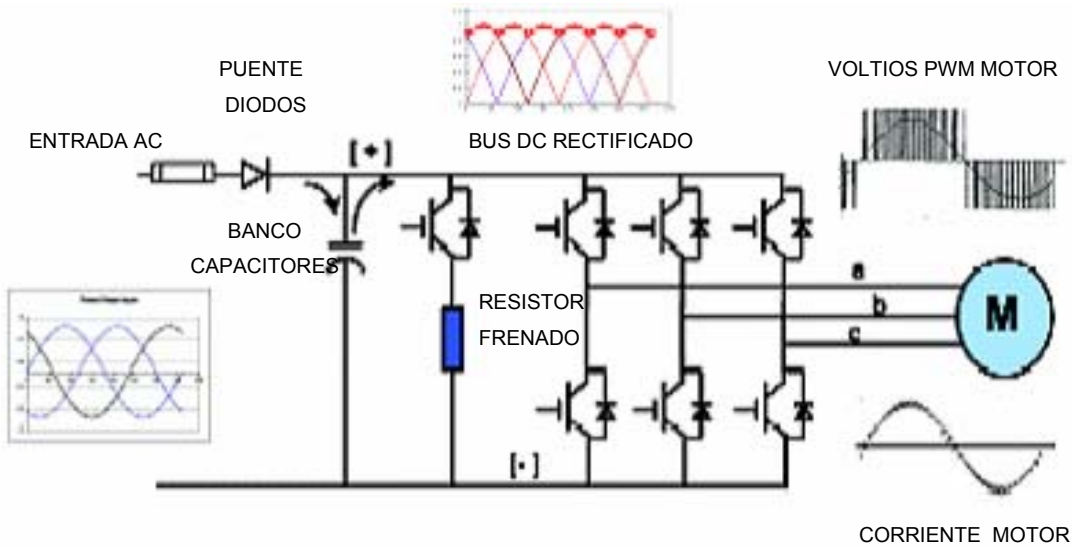 PUENTE
DIODOS
VOLTIOS PWM MOTOR
ENTRADA AC
[+]
BUS DC RECTIFICADO
BANCO
CAPACITORES
RESISTOR
FRENADO
a
b
c
M
[-]
CORRIENTE MOTOR